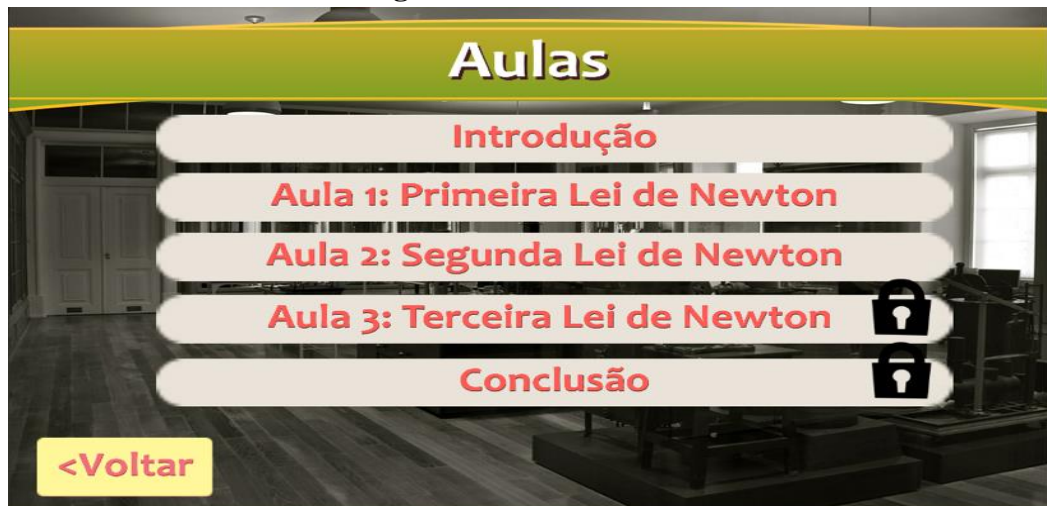 Aulas
Introdução
Aula 1: Primeira Lei de Newton
Aula 2: Segunda Lei de Newton
Aula 3: Terceira Lei de Newton
Conclusão
<Voltar